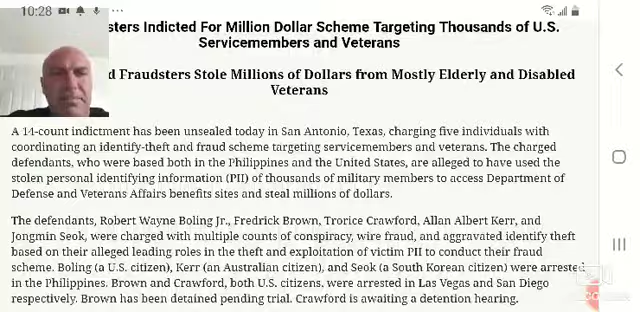 10:28
sters Indicted For Million Dollar Scheme Targeting Thousands of U.S.
Servicemembers and Veterans
d Fraudsters Stole Millions of Dollars from Mostly Elderly and Disabled
Veterans
A 14-count indictment has been unsealed today in San Antonio, Texas, charging five individuals with
coordinating an identify-theft and fraud scheme targeting servicemembers and veterans. The charged
defendants, who were based both in the Philippines and the United States, are alleged to have used the
stolen personal identifying information (PII) of thousands of military members to access Department of
Defense and Veterans Affairs benefits sites and steal millions of dollars.
The defendants, Robert Wayne Boling Jr., Fredrick Brown, Trorice Crawford, Allan Albert Kerr, and
Jongmin Seok, were charged with multiple counts of conspiracy, wire fraud, and aggravated identify theft
based on their alleged leading roles in the theft and exploitation of victim PII to conduct their fraud
scheme. Boling (a U.S. citizen), Kerr (an Australian citizen), and Seok (a South Korean citizen) were arrested
in the Philippines. Brown and Crawford, both U.S. citizens, were arrested in Las Vegas and San Diego
respectively. Brown has been detained pending trial. Crawford is awaiting a detention hearing.